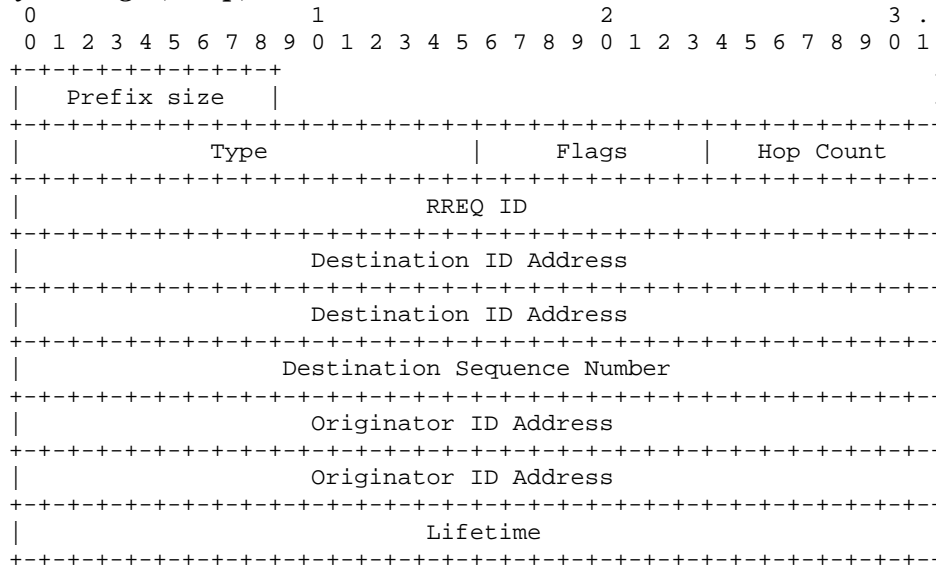 0                   1                   2                   3 .
0 1 2 3 4 5 6 7 8 9 0 1 2 3 4 5 6 7 8 9 0 1 2 3 4 5 6 7 8 9 0 1
+-+-+-+-+-+-+-+-+-+
|   Prefix size   |
+-+-+-+-+-+-+-+-+-+-+-+-+-+-+-+-+-+-+-+-+-+-+-+-+-+-+-+-+-+-+-+-
|             Type              |     Flags     |   Hop Count
+-+-+-+-+-+-+-+-+-+-+-+-+-+-+-+-+-+-+-+-+-+-+-+-+-+-+-+-+-+-+-+-
|                            RREQ ID
+-+-+-+-+-+-+-+-+-+-+-+-+-+-+-+-+-+-+-+-+-+-+-+-+-+-+-+-+-+-+-+-
|                    Destination ID Address
+-+-+-+-+-+-+-+-+-+-+-+-+-+-+-+-+-+-+-+-+-+-+-+-+-+-+-+-+-+-+-+-
|                    Destination ID Address
+-+-+-+-+-+-+-+-+-+-+-+-+-+-+-+-+-+-+-+-+-+-+-+-+-+-+-+-+-+-+-+-
|                  Destination Sequence Number
+-+-+-+-+-+-+-+-+-+-+-+-+-+-+-+-+-+-+-+-+-+-+-+-+-+-+-+-+-+-+-+-
|                    Originator ID Address
+-+-+-+-+-+-+-+-+-+-+-+-+-+-+-+-+-+-+-+-+-+-+-+-+-+-+-+-+-+-+-+-
|                    Originator ID Address
+-+-+-+-+-+-+-+-+-+-+-+-+-+-+-+-+-+-+-+-+-+-+-+-+-+-+-+-+-+-+-+-
|                            Lifetime
+-+-+-+-+-+-+-+-+-+-+-+-+-+-+-+-+-+-+-+-+-+-+-+-+-+-+-+-+-+-+-+-